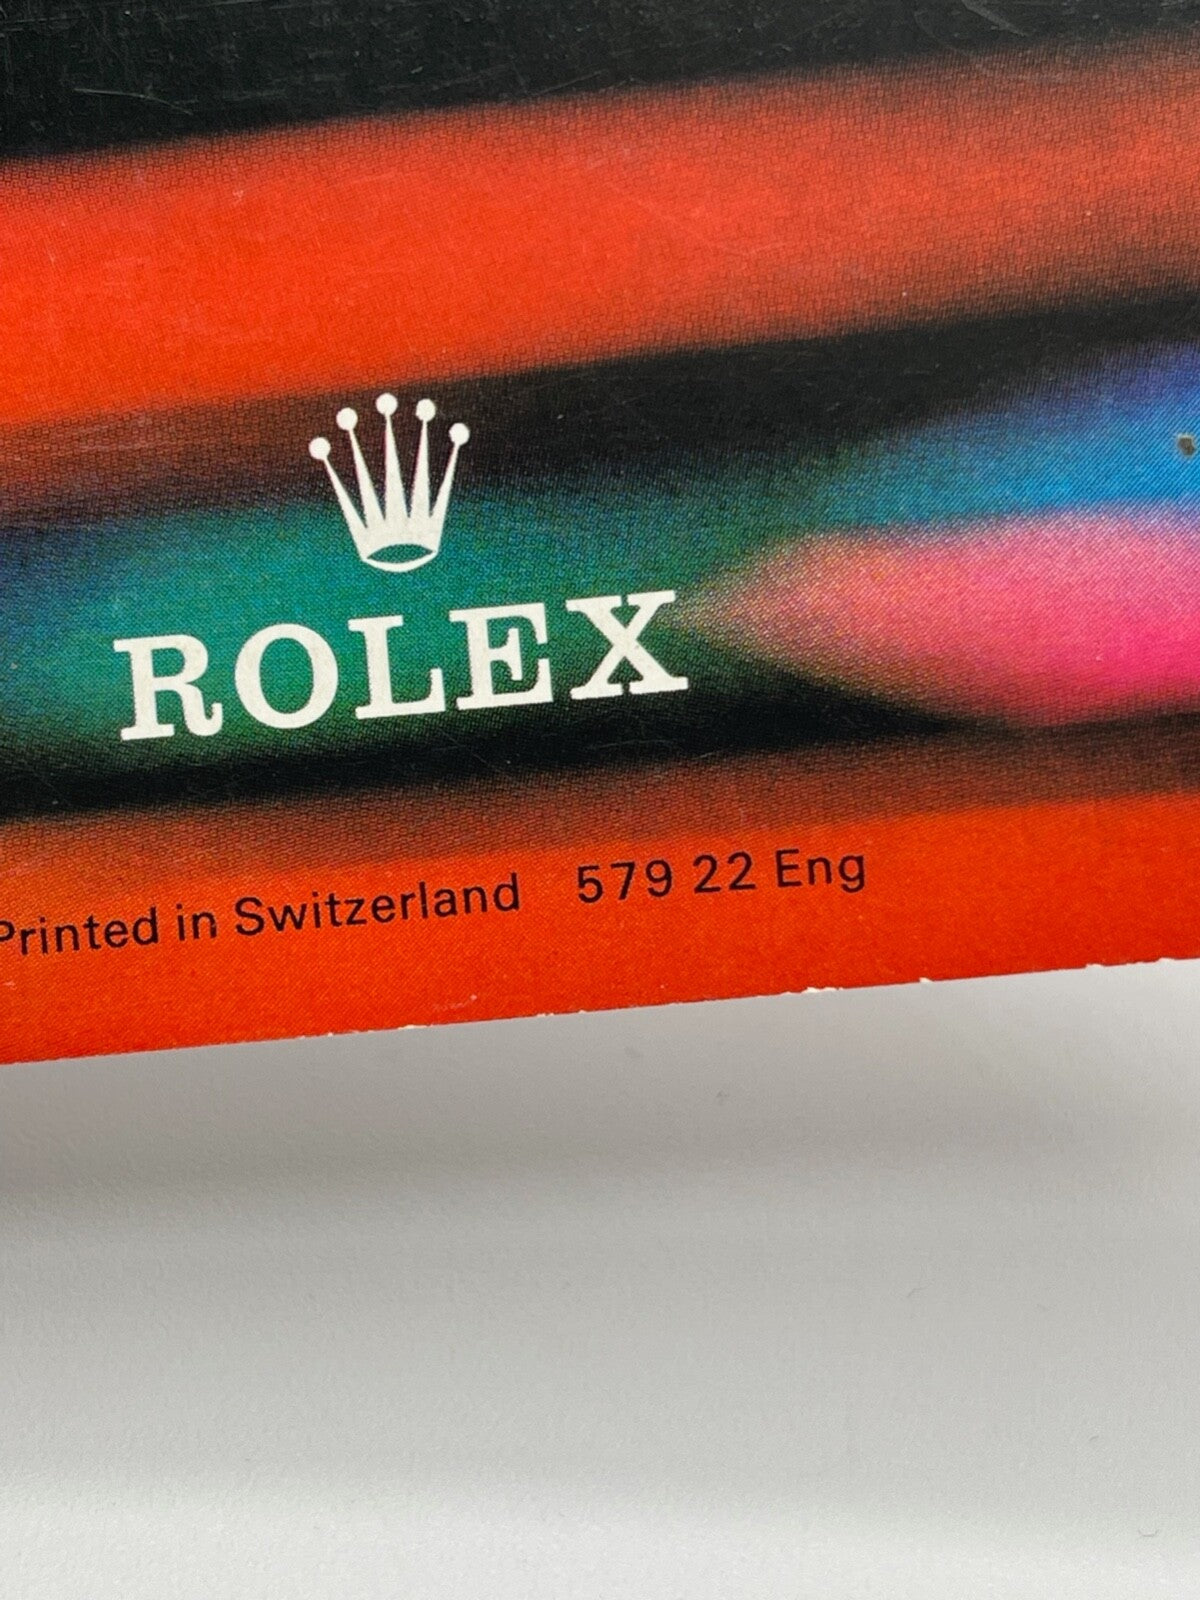 ROLEX
Printed in Switzerland 579 22 Eng